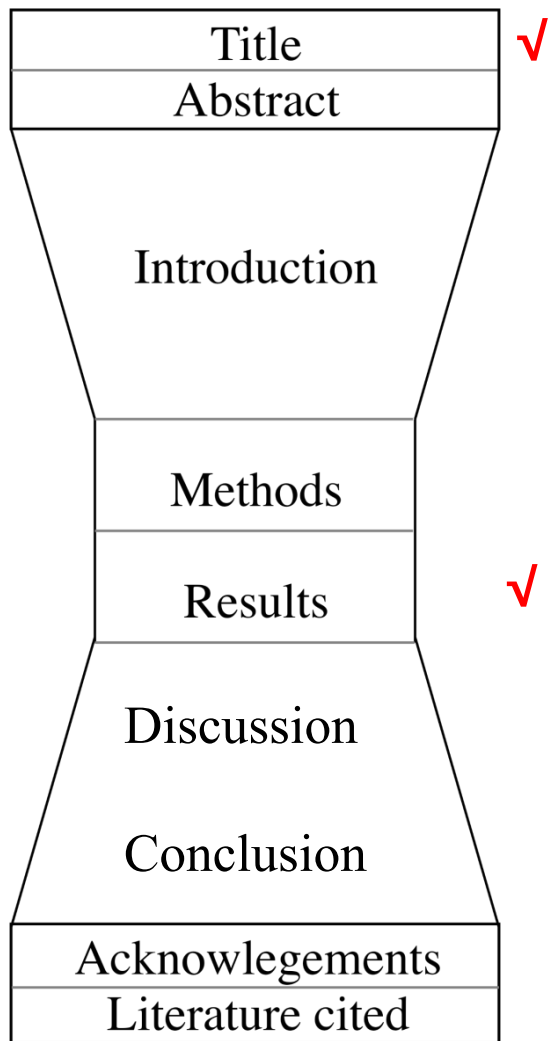 Title √
Abstract
Introduction
Methods
Results √
Discussion
Conclusion
Acknowlegements
Literature cited